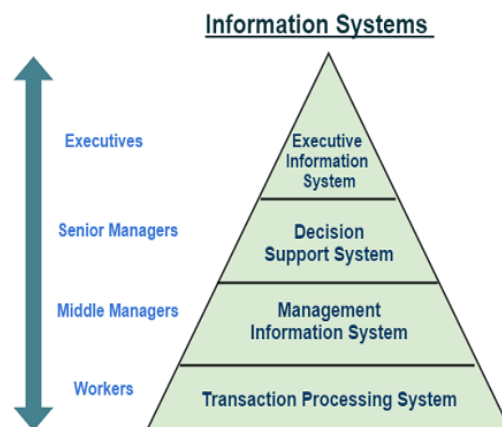 Information Systems
Executives
Executive
Information
System
Senior Managers
Decision
Support System
Middle Managers
Management
Information System
Workers
Transaction Processing System